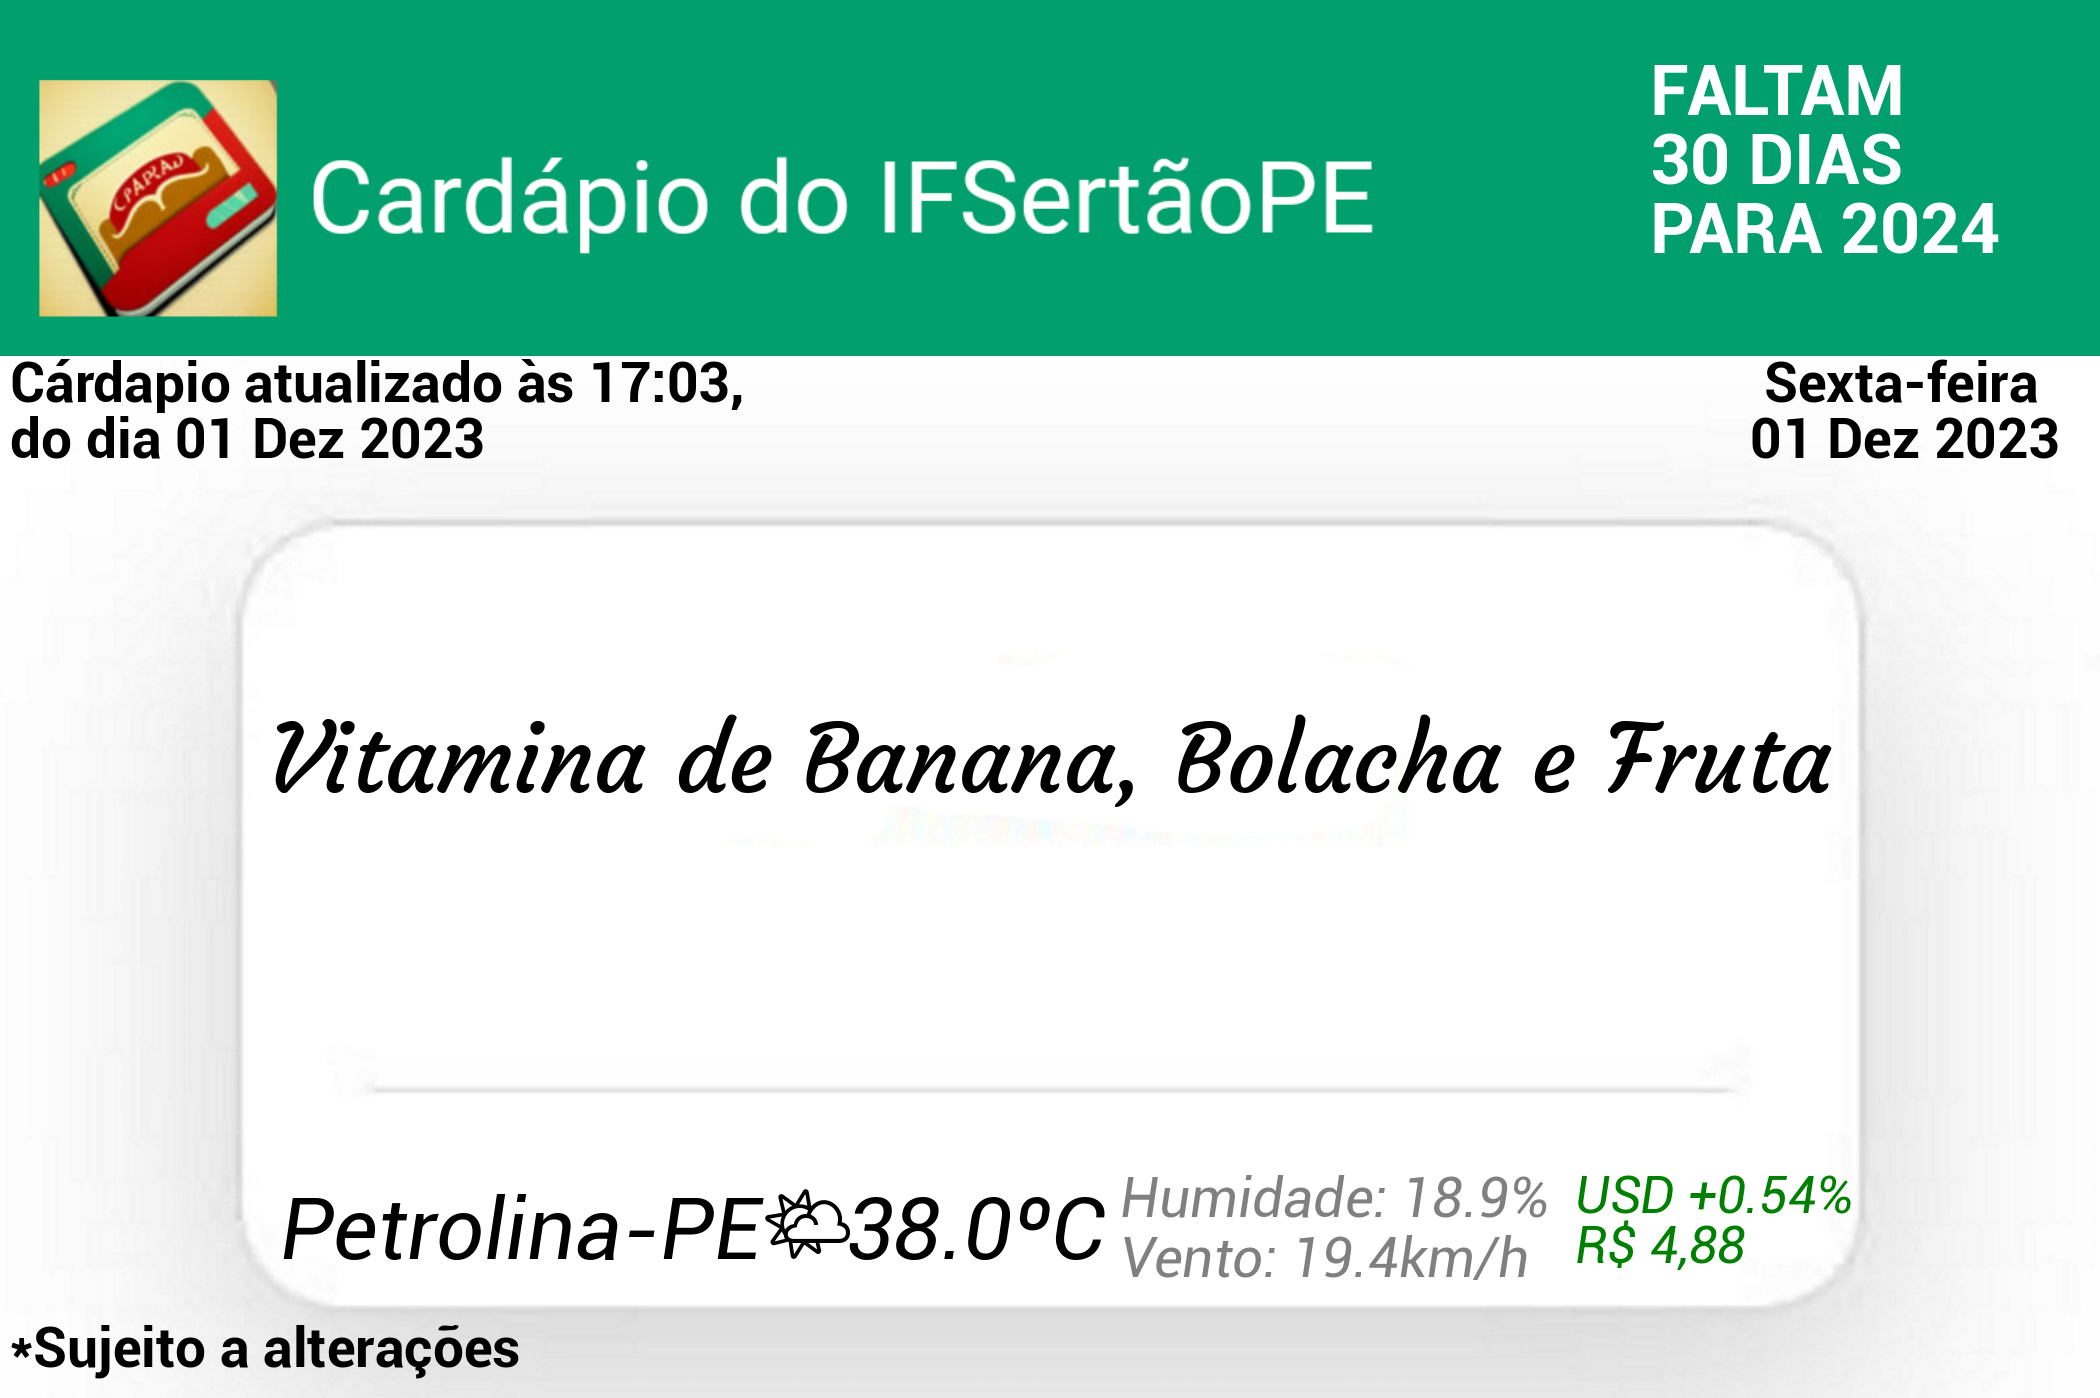 Cardápio do IFSertãoPE
FALTAM
30 DIAS
PARA 2024
Cárdapio atualizado às 17:03,
do dia 01 Dez 2023
Sexta-feira
01 Dez 2023
Vitamina de Banana, Bolacha e Fruta
Petrolina-PE 38.0ºC
Humidade: 18.9%
Vento: 19.4km/h
USD +0.54%
R$ 4,88
*Sujeito a alterações